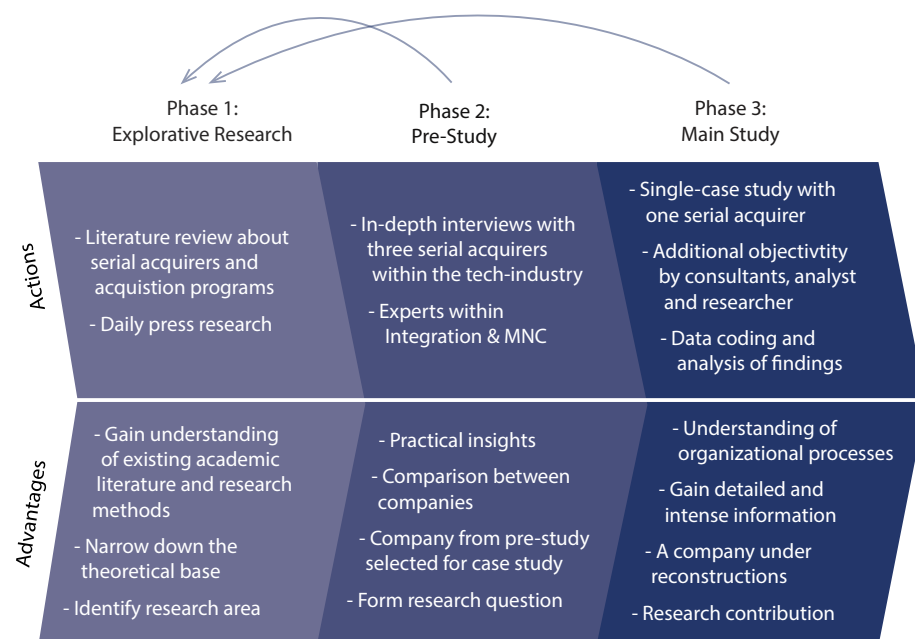 Phase 1:
Explorative Research
Phase 2:
Pre-Study
Phase 3:
Main Study
Actions
- Literature review about
serial acquirers and
acquistion programs
- Daily press research
- In-depth interviews with
three serial acquirers
within the tech-industry
- Experts within
Integration & MNC
- Single-case study with
one serial acquirer
- Additional objectivtity
by consultants, analyst
and researcher
- Data coding and
analysis of findings
Advantages
- Gain understanding
of existing academic
literature and research
methods
- Narrow down the
theoretical base
- Identify research area
- Practical insights
- Comparison between
companies
- Company from pre-study
selected for case study
- Form research question
- Understanding of
organizational processes
- Gain detailed and
intense information
- A company under
reconstructions
- Research contribution